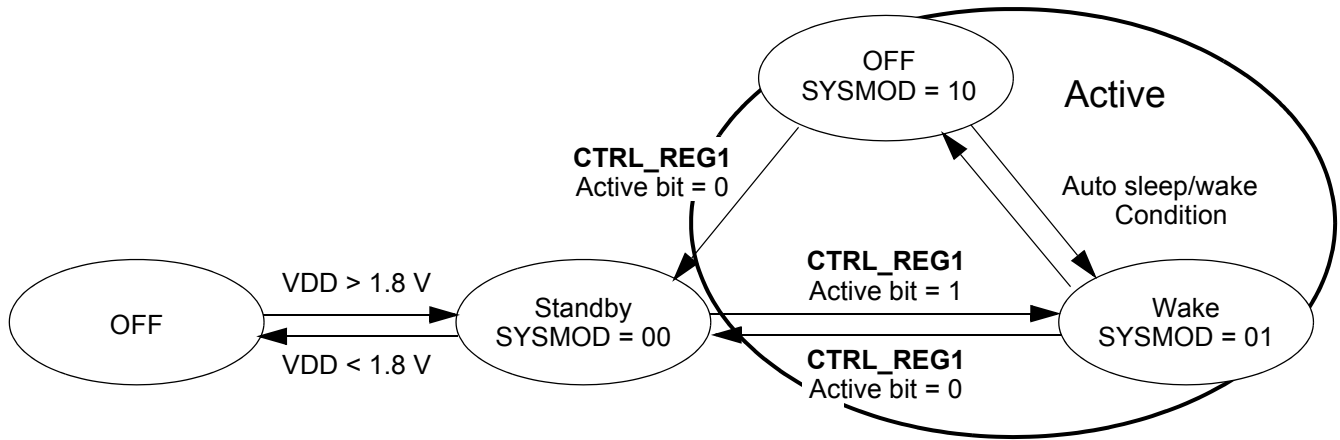 OFF
SYSMOD = 10
Active
CTRL_REG1
Active bit = 0
Auto sleep/wake
Condition
VDD > 1.8 V
CTRL_REG1
Active bit = 1
OFF
Standby
SYSMOD = 00
Wake
SYSMOD = 01
VDD < 1.8 V
CTRL_REG1
Active bit = 0